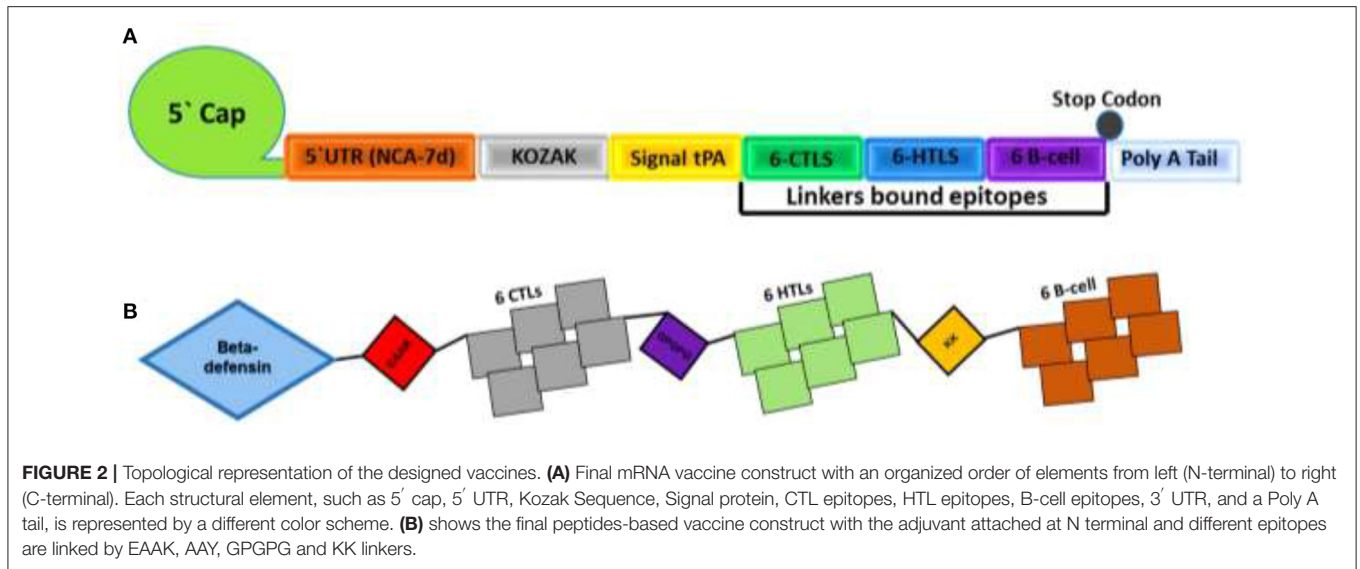 A
5` Cap
Stop Codon
5`UTR (NCA-7d) KOZAK Signal tPA 6-CTLS 6-HTLS 6 B-cell Poly A Tail
Linkers bound epitopes
B
6 CTLs 6 HTLs 6 B-cell
Beta-
defensin
EAAK GPGPG KK
FIGURE 2 | Topological representation of the designed vaccines. (A) Final mRNA vaccine construct with an organized order of elements from left (N-terminal) to right
(C-terminal). Each structural element, such as 5′ cap, 5′ UTR, Kozak Sequence, Signal protein, CTL epitopes, HTL epitopes, B-cell epitopes, 3′ UTR, and a Poly A
tail, is represented by a different color scheme. (B) shows the final peptides-based vaccine construct with the adjuvant attached at N terminal and different epitopes
are linked by EAAK, AAY, GPGPG and KK linkers.